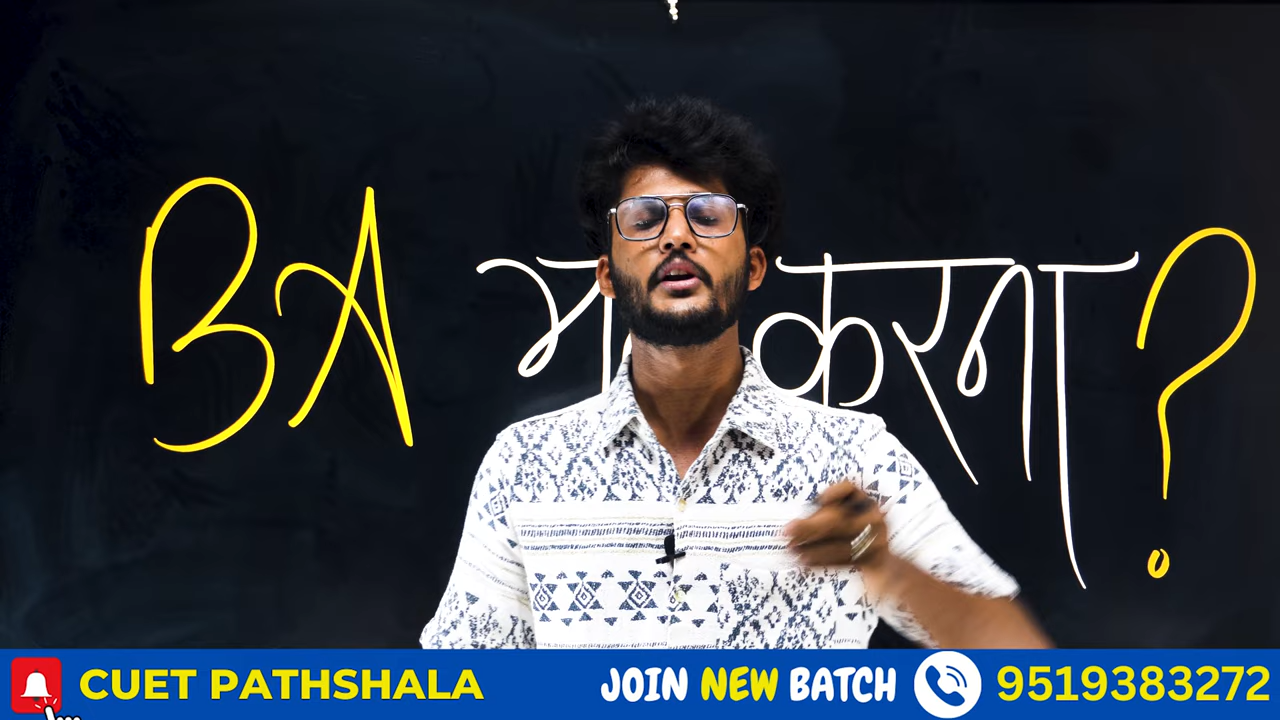 BA करना ?
CUET PATHSHALA JOIN NEW BATCH 9519383272